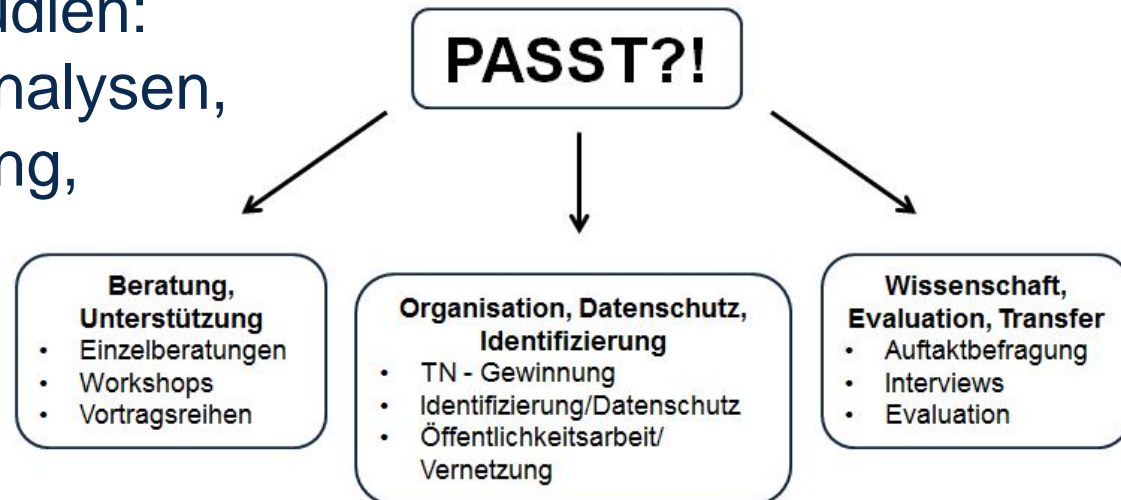 PASST?!
Beratung,
Unterstützung
• Einzelberatungen
• Workshops
• Vortragsreihen
Organisation, Datenschutz,
Identifizierung
• TN - Gewinnung
• Identifizierung/Datenschutz
• Öffentlichkeitsarbeit/
Vernetzung
Wissenschaft,
Evaluation, Transfer
• Auftaktbefragung
• Interviews
• Evaluation